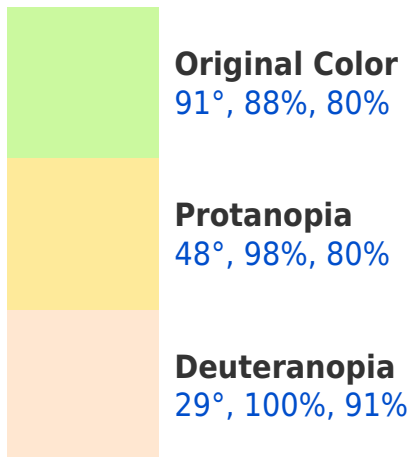 Original Color
91°, 88%, 80%
Protanopia
48°, 98%, 80%
Deuteranopia
29°, 100%, 91%